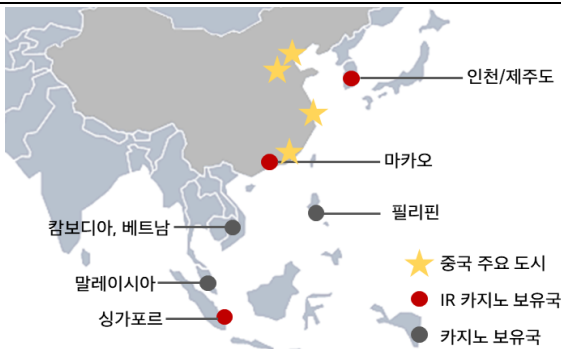 인천/제주도
마카오
필리핀
캄보디아, 베트남
말레이시아
싱가포르
중국 주요 도시
IR 카지노 보유국
카지노 보유국